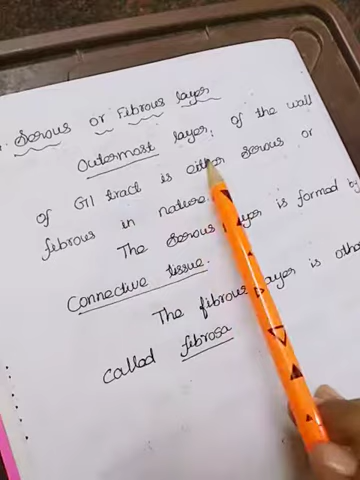 Serous or Fibrous layer
Outermost layer, of the wall
of GI tract is either serous or
fibrous in nature.
The serous layer is formed by
Connective tissue.
The fibrous layer is other
called fibrosa